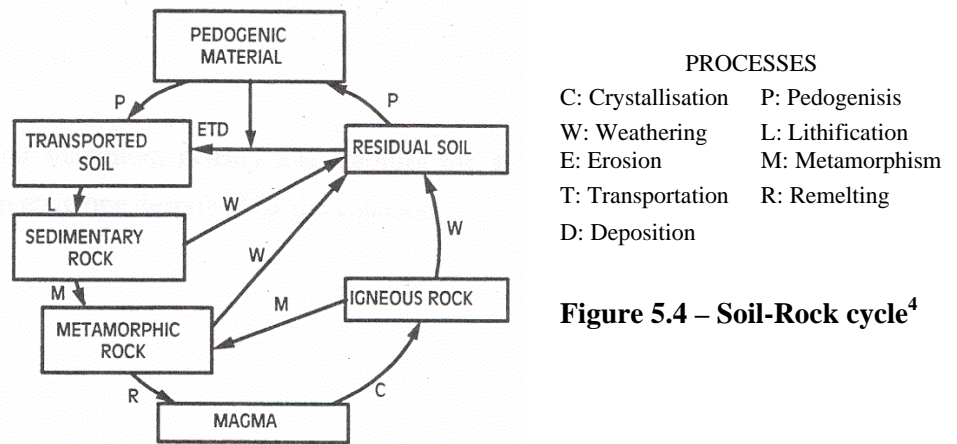 PEDOGENIC
MATERIAL
P
P
ETD
TRANSPORTED
SOIL
RESIDUAL SOIL
L
W
SEDIMENTARY
ROCK
W
W
M
M
IGNEOUS ROCK
METAMORPHIC
ROCK
R
C
MAGMA
PROCESSES
C: Crystallisation P: Pedogenisis
W: Weathering L: Lithification
E: Erosion M: Metamorphism
T: Transportation R: Remelting
D: Deposition
Figure 5.4 – Soil-Rock cycle⁴